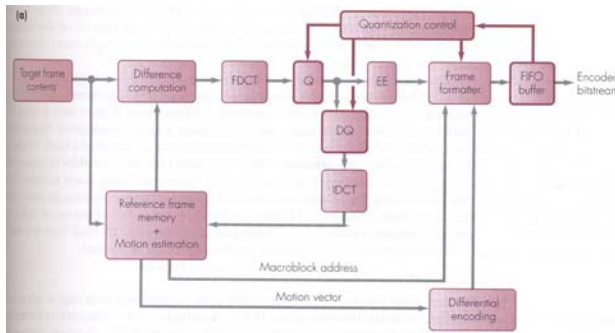 (a)
Quantization control
Target frame
contents
Difference
computation
FDCT
Q
EE
Frame
formatter
FIFO
buffer
Encoder
bitstream
DQ
IDCT
Reference frame
memory
+
Motion estimation
Macroblock address
Motion vector
Differential
encoding